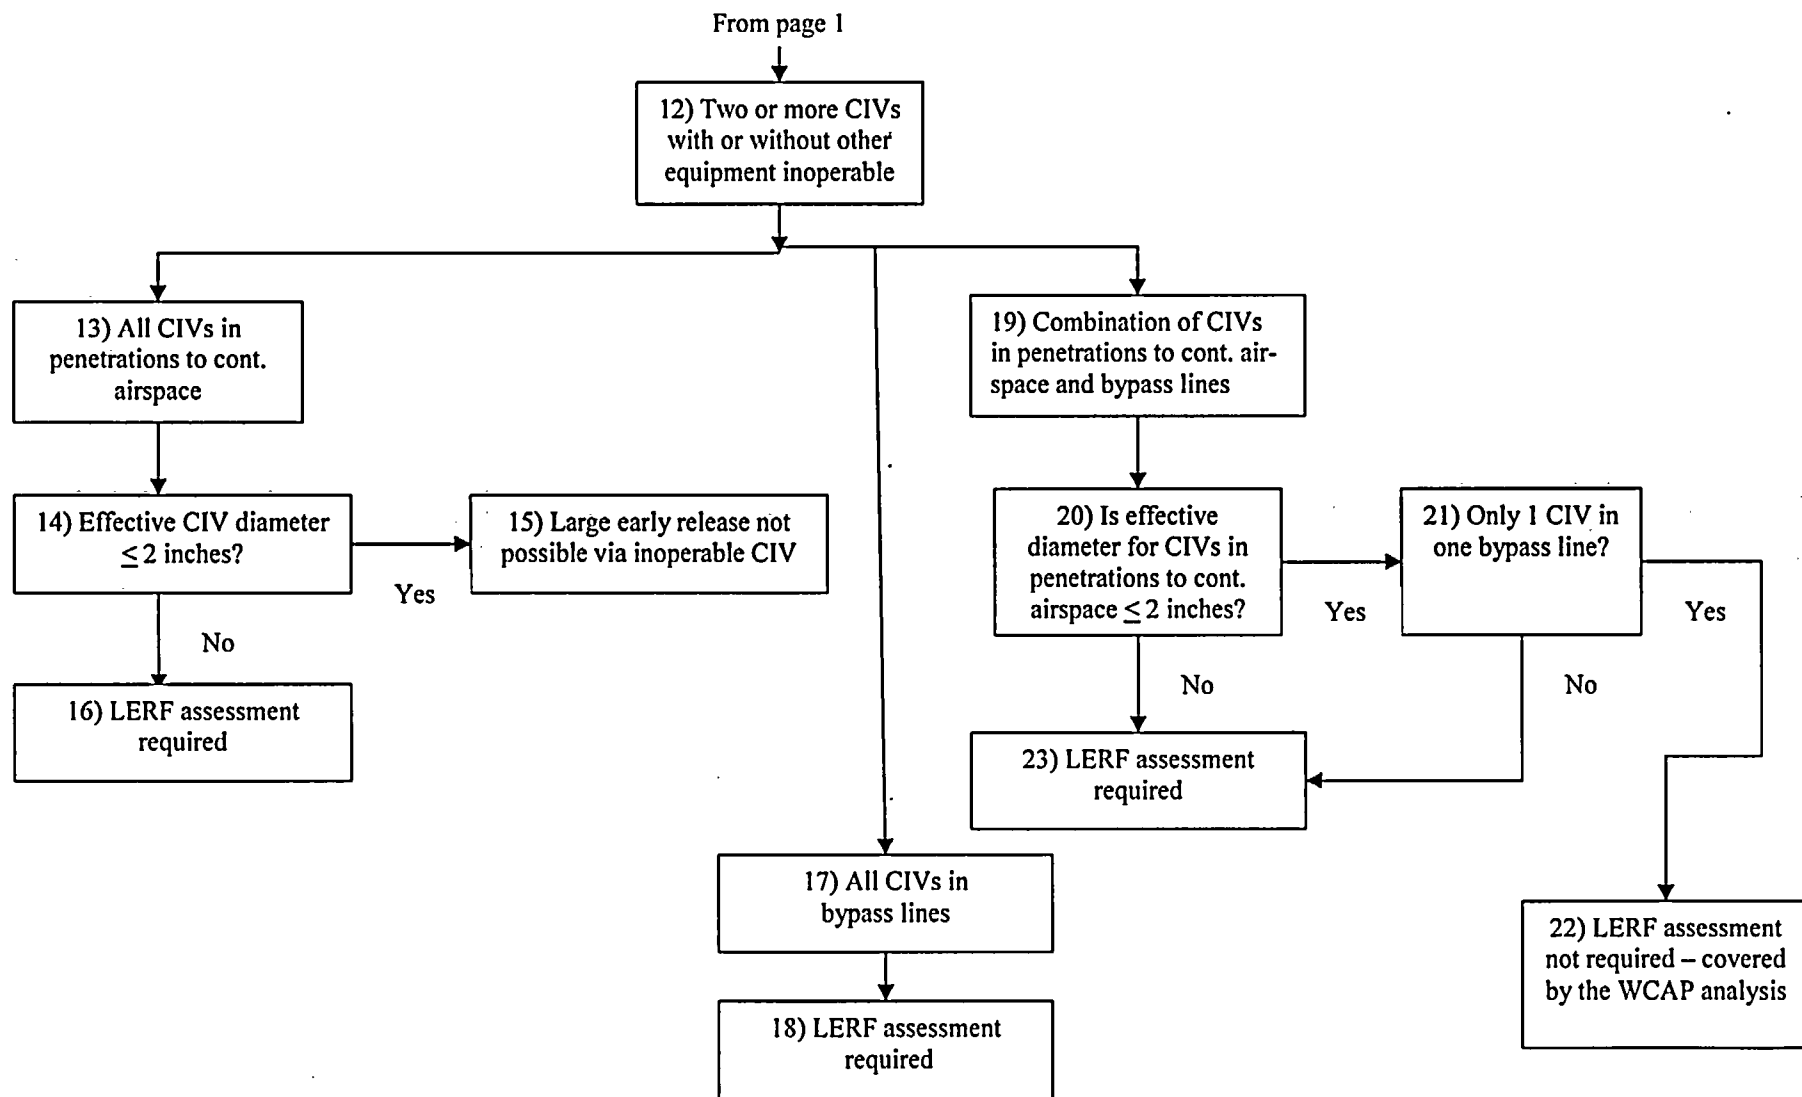 From page 1
12) Two or more CIVs
with or without other
equipment inoperable
13) All CIVs in
penetrations to cont.
airspace
14) Effective CIV diameter
≤ 2 inches?
Yes
No
15) Large early release not
possible via inoperable CIV
16) LERF assessment
required
17) All CIVs in
bypass lines
18) LERF assessment
required
19) Combination of CIVs
in penetrations to cont. air-
space and bypass lines
20) Is effective
diameter for CIVs in
penetrations to cont.
airspace ≤ 2 inches?
Yes
No
21) Only 1 CIV in
one bypass line?
Yes
No
22) LERF assessment
not required – covered
by the WCAP analysis
23) LERF assessment
required